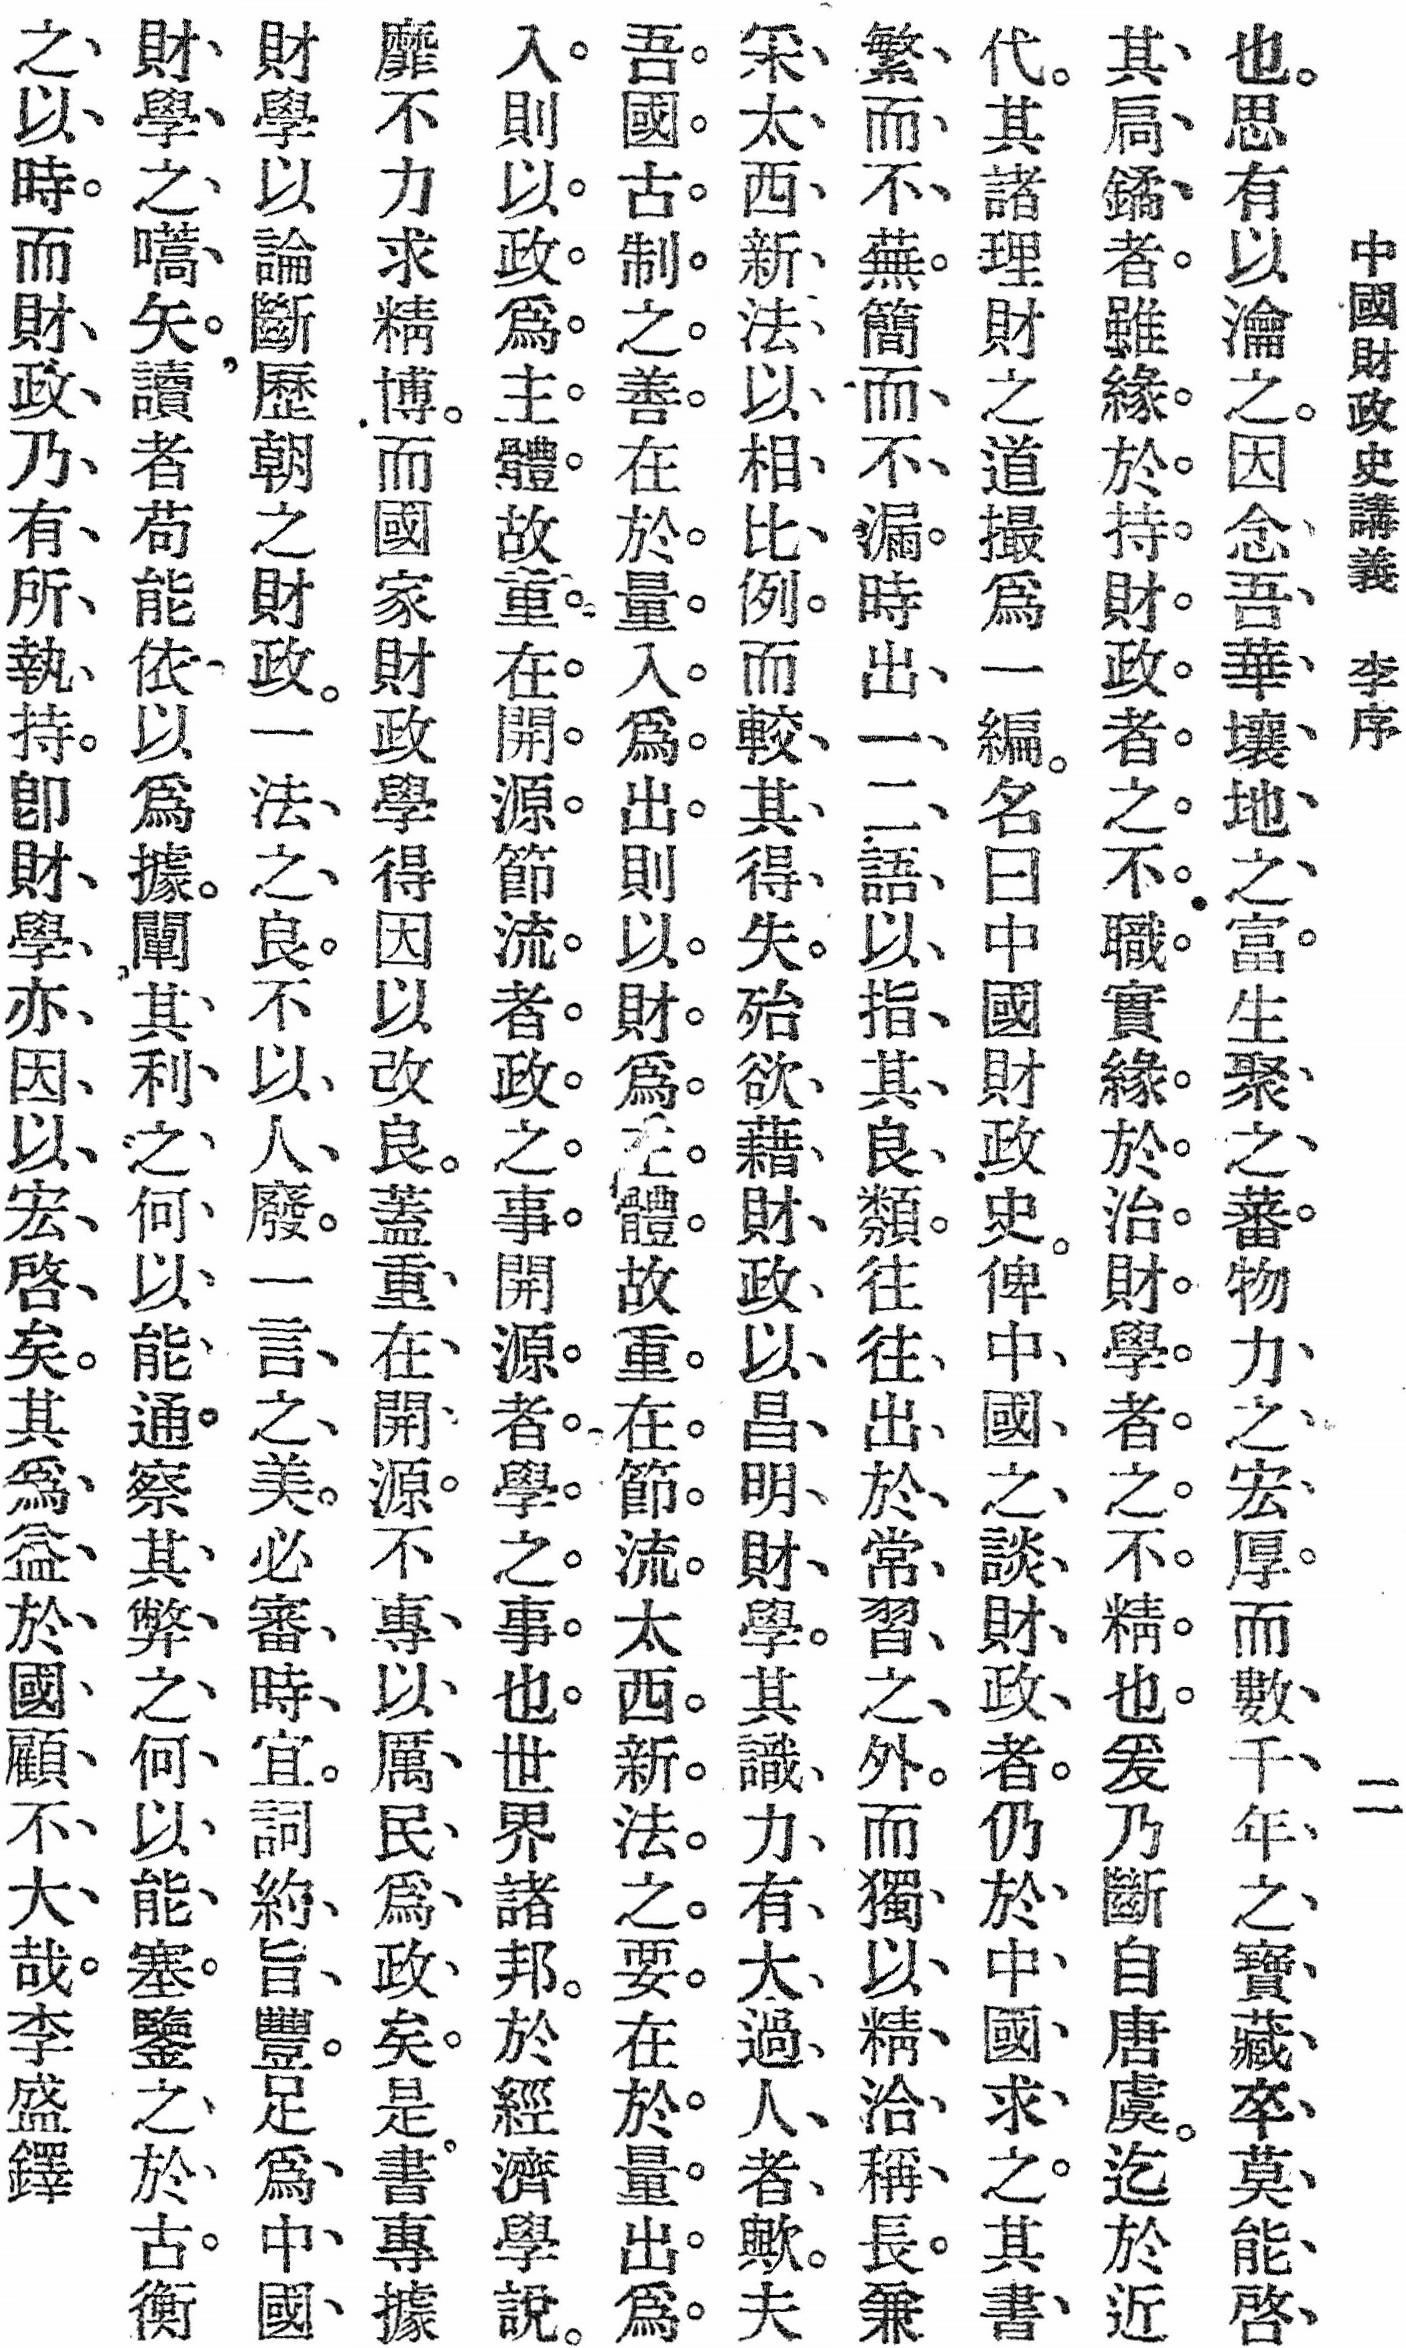 中國財政史講義　李序　二
也。思有以瀹之。因念、吾、華、壤、地、之、富。生聚、之、蕃。物力、之、宏、厚。而數、千、年、之、寶、藏、卒、莫、能、啓、
其、扃、鐍、者。雖。緣。於。持。財。政。者。之。不。職。實緣。於。治。財。學。者。之。不。精。也。爰乃斷自唐虞。迄於近
代。其諸理財之道撮爲一編。名曰中國財政史。俾中、國、之、談、財、政、者。仍於、中、國、求、之。其書、
繁、而、不、蕪。簡而、不、漏。時出、一、二、語、以、指、其、良、纇。往往、出、於、常、習、之、外。而獨、以、精、洽、稱、長。兼
采、太、西、新、法、以、相、比、例。而較、其、得、失。殆欲、藉、財、政、以、昌、明、財、學。其識、力、有、大、過、人、者、歟。夫
吾。國。古。制。之。善。在於。量。入。爲。出。則以。財。爲。主。體。故重。在。節。流。太西。新。法。之。要。在於。量。出。爲。
入。則以。政。爲。主。體。故重。在。開。源。節流。者。政。之。事。開源。者。學。之。事。也。世界諸邦。於經濟學說。
靡不力求精博。而國家財政學得因以改良。蓋重、在、開、源。不專、以、厲、民、爲、政、矣。是書專據
財學以論斷歷朝之財政。一法、之、良。不以、人、廢。一言、之、美。必審、時、宜。詞約、旨、豐。足爲、中、國、
財、學、之、嚆、矢。讀者苟能依以爲據。闡其、利、之、何、以、能、通。察其、弊、之、何、以、能、塞。鑒之、於、古。衡
之、以、時。而財、政、乃、有、所、執、持。卽財、學、亦、因、以、宏、啓、矣。其爲、益、於、國、顧、不、大、哉。李盛鐸